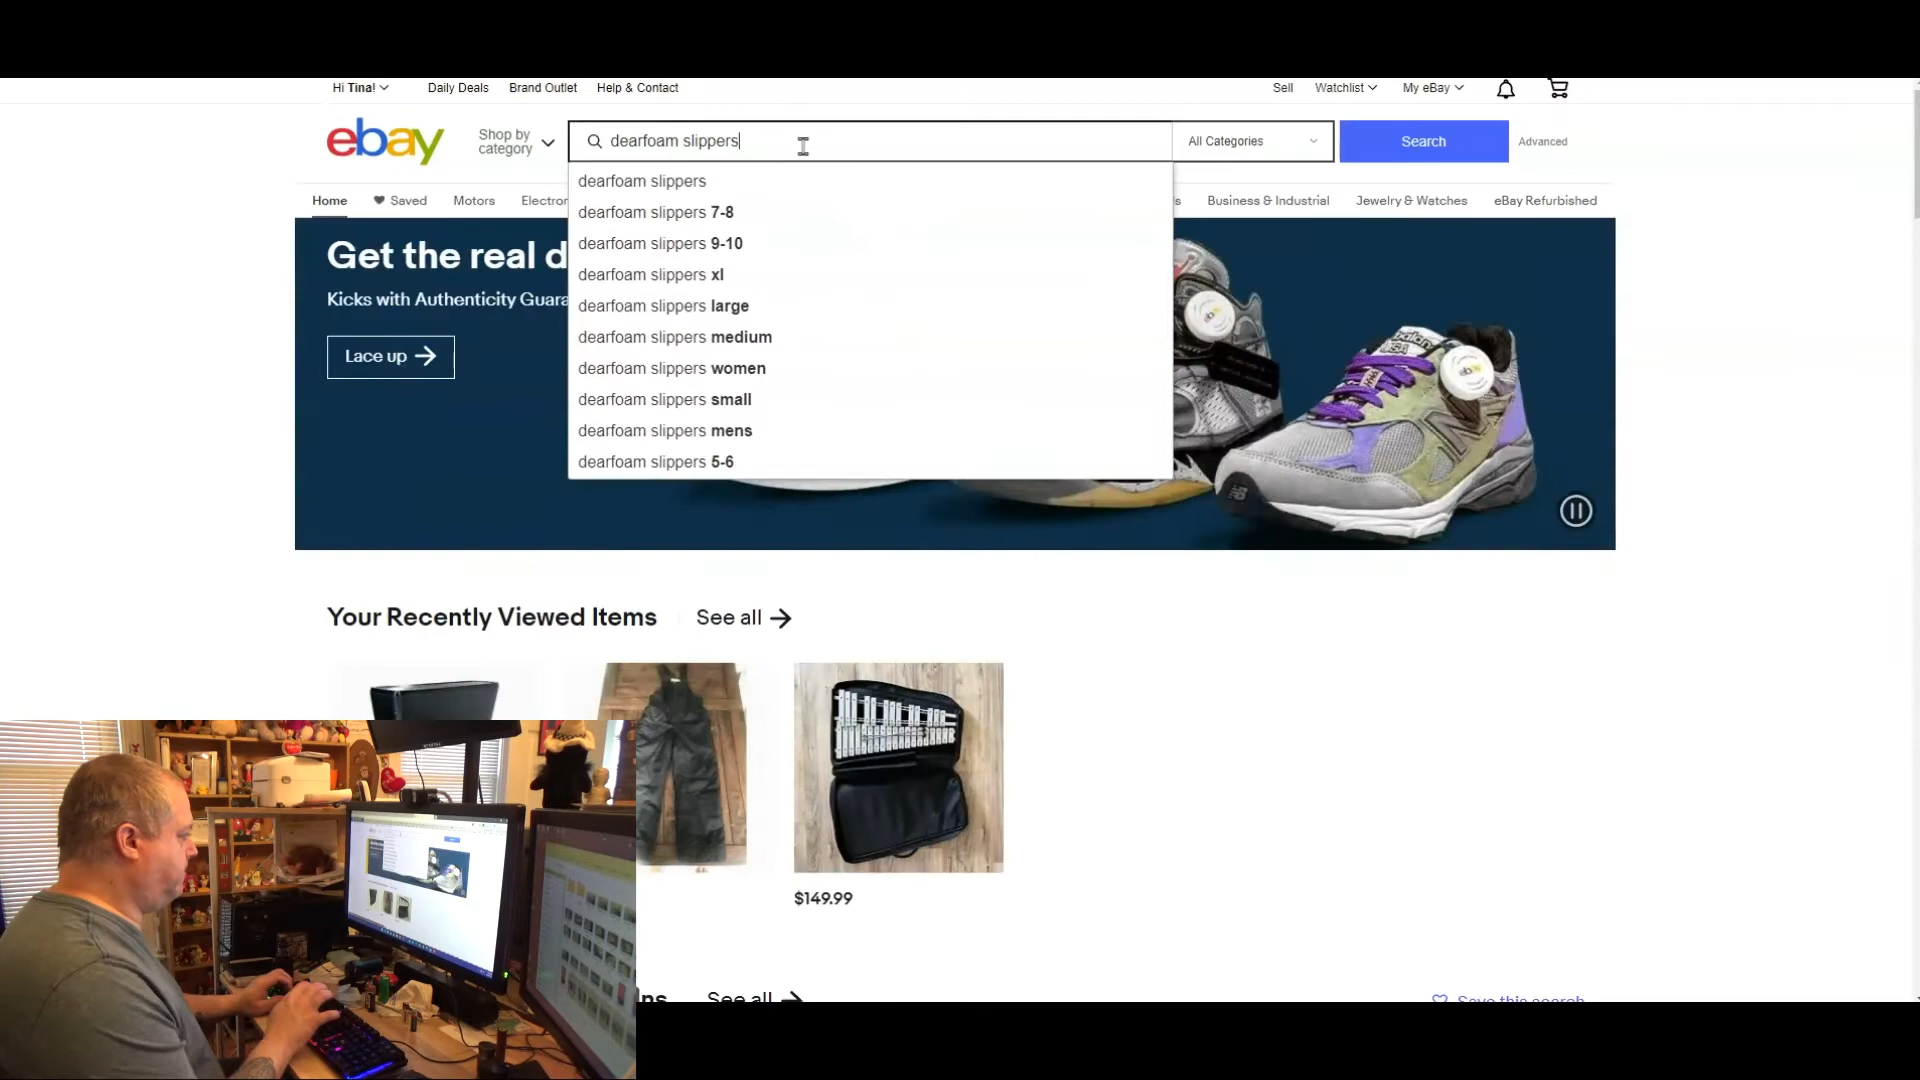 Hi Tina!
Daily Deals
Brand Outlet
Help & Contact
Sell
Watchlist
My eBay
ebay
Shop by
category
dearfoam slippers
All Categories
Search
Advanced
Home
Saved
Motors
Electron
s
Business & Industrial
Jewelry & Watches
eBay Refurbished
dearfoam slippers
dearfoam slippers 7-8
dearfoam slippers 9-10
dearfoam slippers xl
dearfoam slippers large
dearfoam slippers medium
dearfoam slippers women
dearfoam slippers small
dearfoam slippers mens
dearfoam slippers 5-6
Get the real d
Kicks with Authenticity Guara
Lace up
Your Recently Viewed Items
See all
$149.99
ns
See all
Save this search